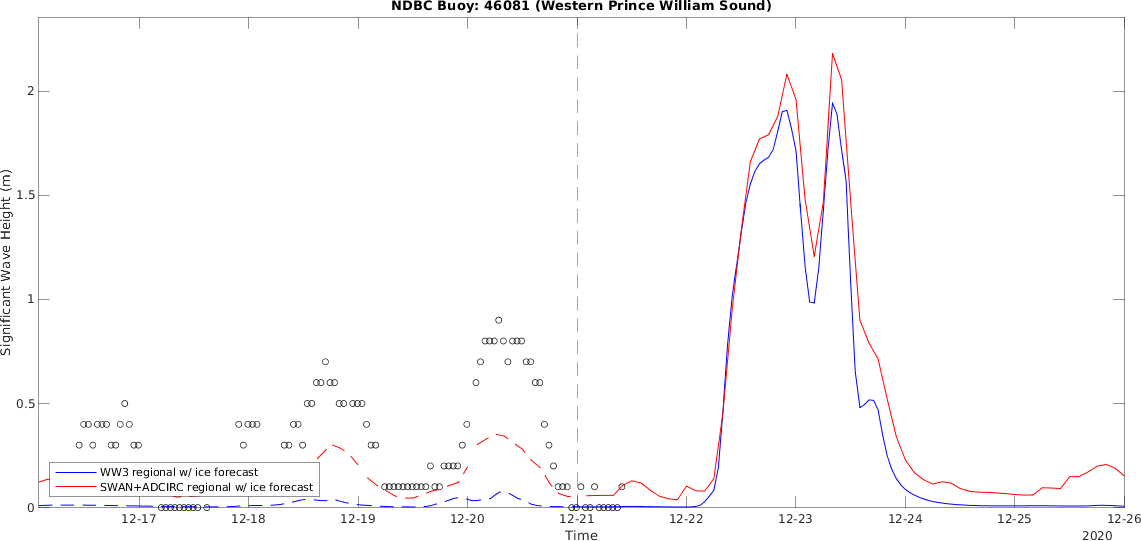 NDBC Buoy: 46081 (Western Prince William Sound)
Significant Wave Height (m)
2
1.5
1
0.5
0
WW3 regional w/ ice forecast
SWAN+ADCIRC regional w/ ice forecast
12-17 12-18 12-19 12-20 12-21 12-22 12-23 12-24 12-25 12-26
Time
2020